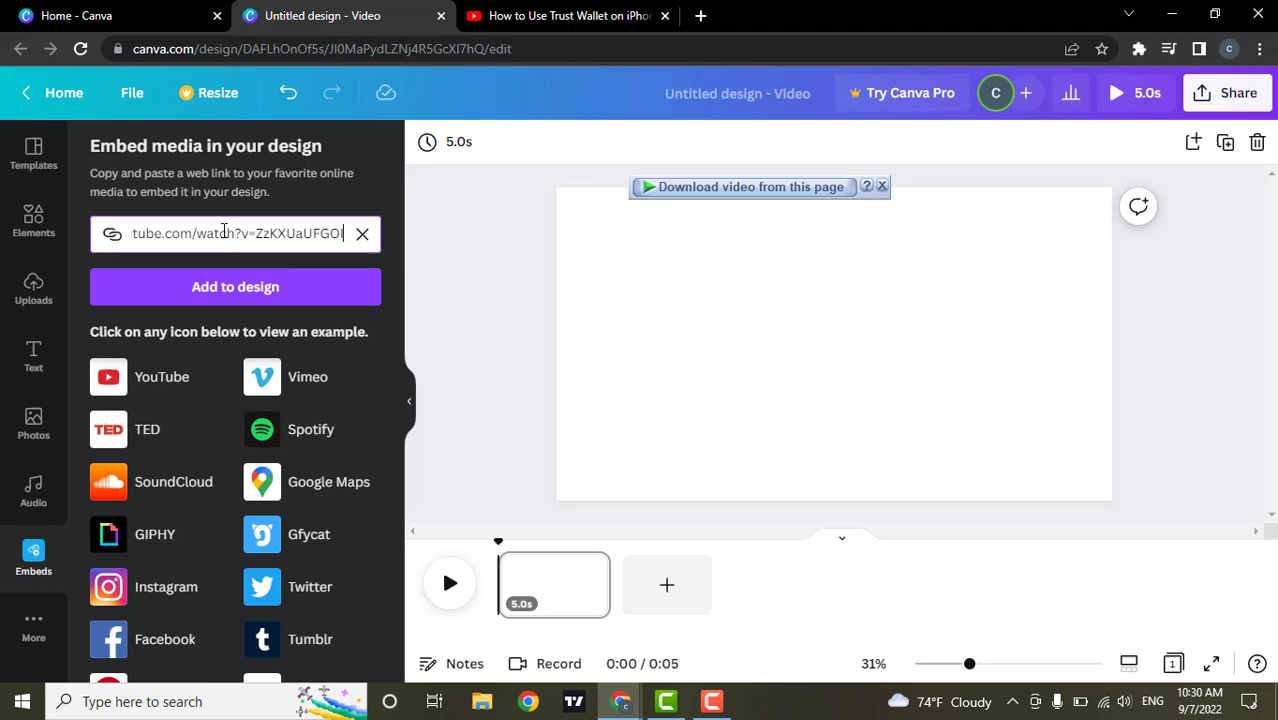 Home - Canva
Untitled design - Video
How to Use Trust Wallet on iPho
canva.com/design/DAFLhOnOf5s/JI0MaPydLZNj4R5GcXI7hQ/edit
Home
File
Resize
Untitled design - Video
C
Try Canva Pro
5.0s
Share
Templates
Elements
Uploads
Text
Photos
Audio
Embeds
More
Embed media in your design
Copy and paste a web link to your favorite online
media to embed it in your design.
tube.com/watch?v=ZzKXUaUFGOI
Add to design
Click on any icon below to view an example.
YouTube
Vimeo
TED
TED
Spotify
SoundCloud
Google Maps
GIPHY
Gfycat
Instagram
Twitter
Facebook
Tumblr
5.0s
Download video from this page
5.0s
Notes
Record
0:00 / 0:05
31%
1
Type here to search
74°F Cloudy
ENG
10:30 AM
9/7/2022